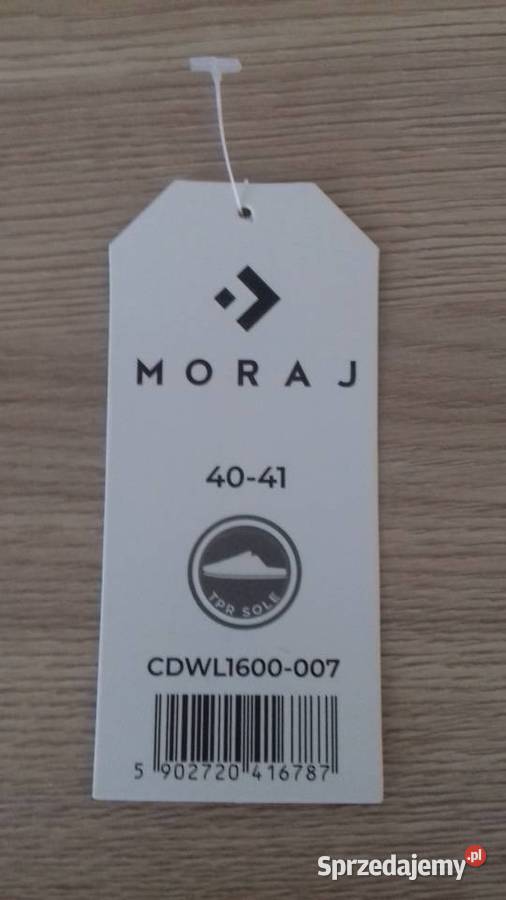 MORAJ
40-41
TPR SOLE
CDWL1600-007
5 902720 416787
Sprzedajemy.pl